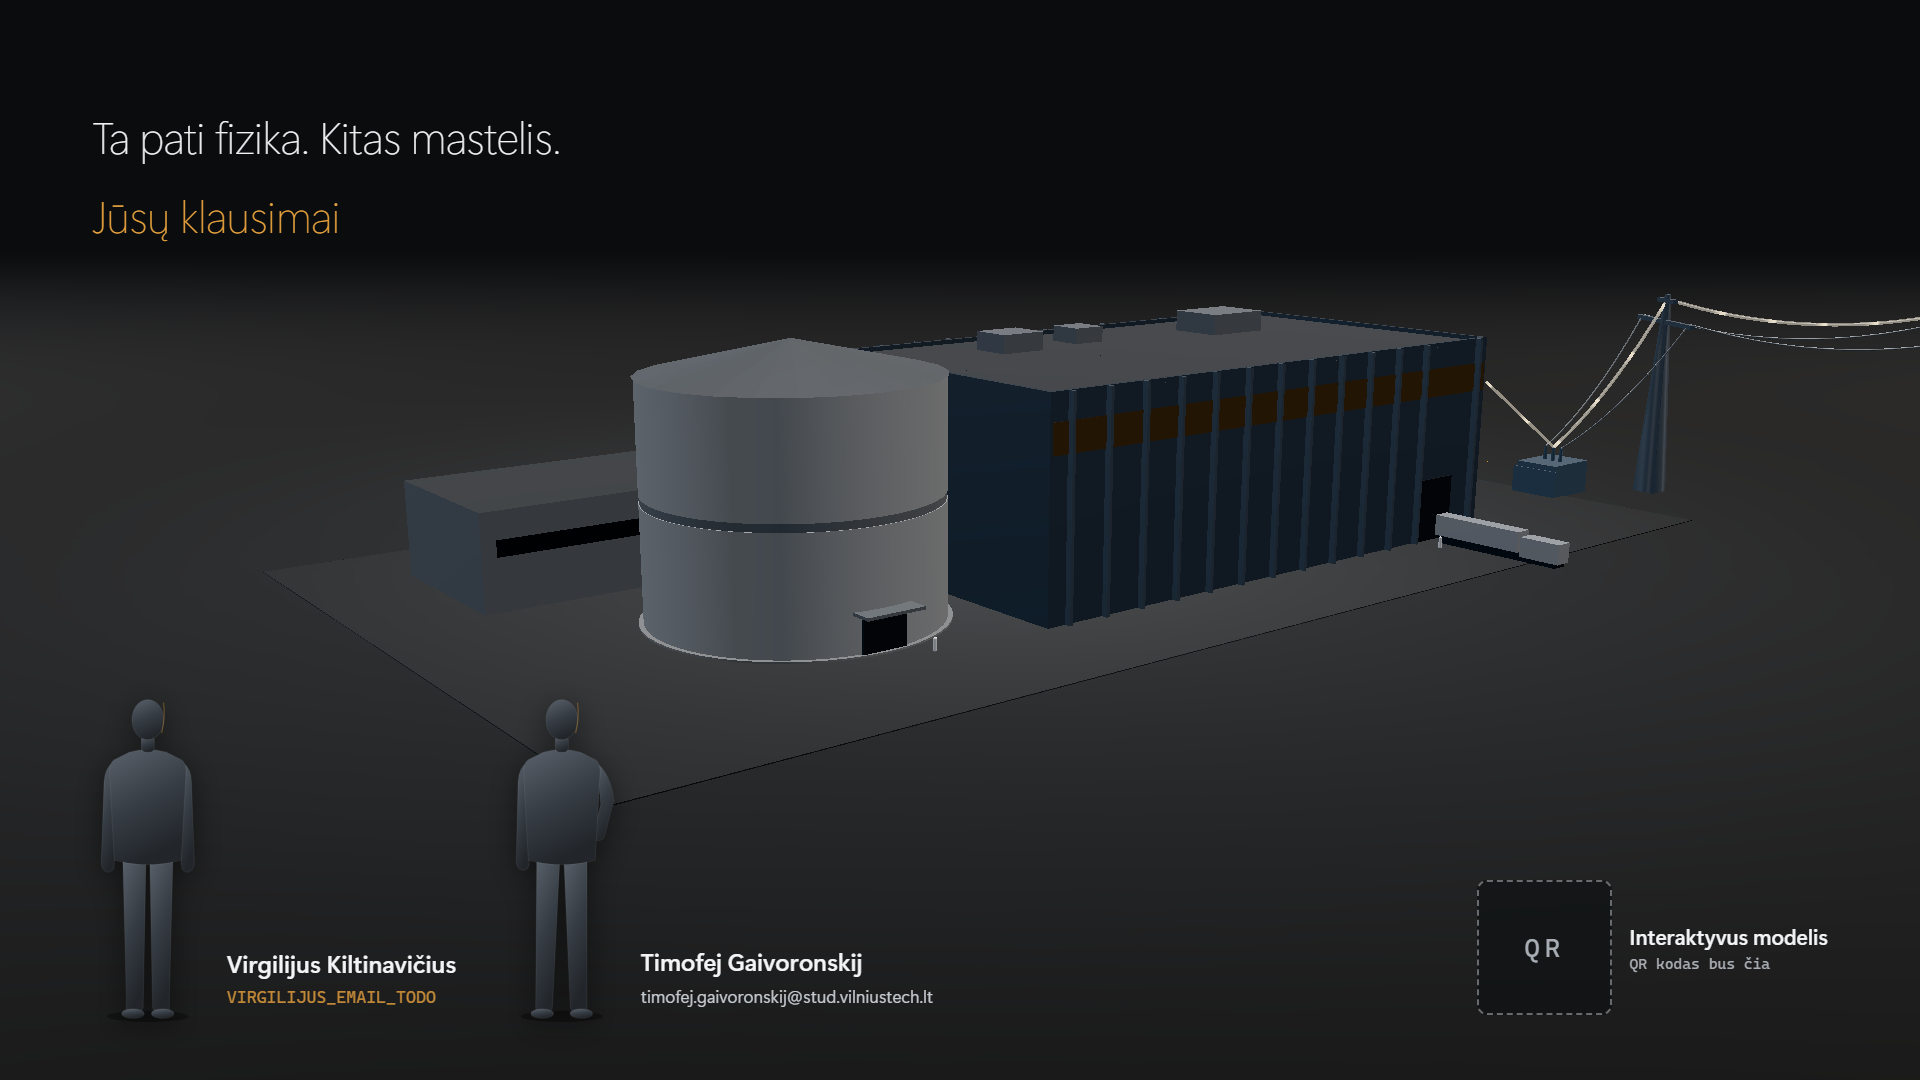 Ta pati fizika. Kitas mastelis.
Jūsų klausimai
Virgilijus Kiltinavičius
VIRGILIJUS_EMAIL_TODO
Timofej Gaivoronskij
timofej.gaivoronskij@stud.vilniustech.lt
QR
Interaktyvus modelis
QR kodas bus čia